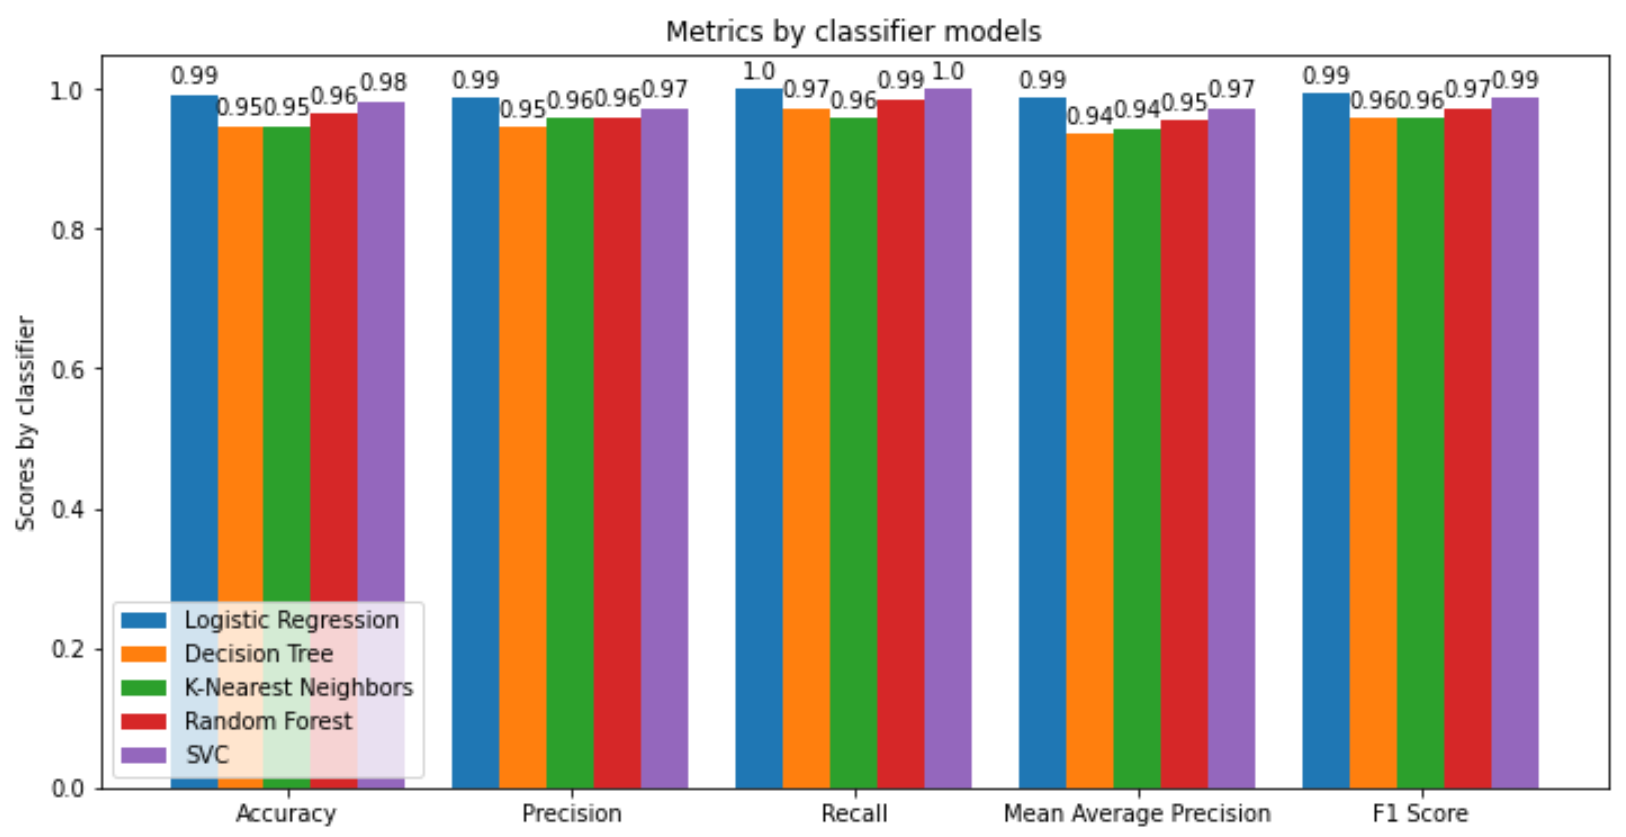 Metrics by classifier models
0.99 0.95 0.95 0.96 0.98 0.99 0.95 0.96 0.96 0.97 1.0 0.97 0.96 0.99 1.0 0.99 0.94 0.94 0.95 0.97 0.99 0.96 0.96 0.97 0.99
1.0
0.8
0.6
0.4
0.2
0.0
Scores by classifier
Logistic Regression
Decision Tree
K-Nearest Neighbors
Random Forest
SVC
Accuracy Precision Recall Mean Average Precision F1 Score